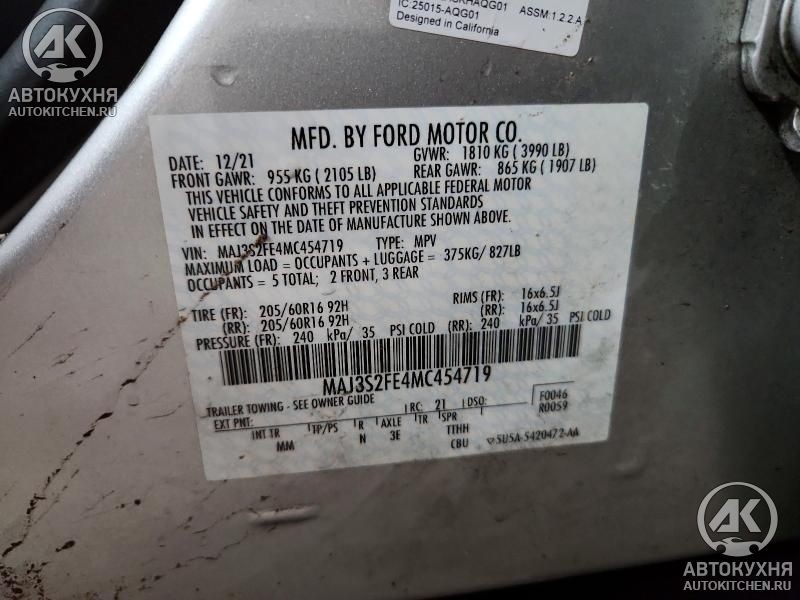 AK
АВТОКУХНЯ
AUTOKITCHEN.RU
IC 25015-AQG01
Designed in California
ASSM:1.2.2.A
MFD. BY FORD MOTOR CO.
DATE: 12/21
GVWR: 1810 KG ( 3990 LB)
FRONT GAWR: 955 KG ( 2105 LB)
REAR GAWR: 865 KG ( 1907 LB)
THIS VEHICLE CONFORMS TO ALL APPLICABLE FEDERAL MOTOR
VEHICLE SAFETY AND THEFT PREVENTION STANDARDS
IN EFFECT ON THE DATE OF MANUFACTURE SHOWN ABOVE.
VIN: MAJ3S2FE4MC454719 TYPE: MPV
MAXIMUM LOAD = OCCUPANTS + LUGGAGE = 375KG/ 827LB
OCCUPANTS = 5 TOTAL; 2 FRONT, 3 REAR
TIRE (FR): 205/60R16 92H RIMS (FR): 16x6.5J
(RR): 205/60R16 92H (RR): 16x6.5J
PRESSURE (FR): 240 kPa/ 35 PSI COLD (RR): 240 kPa/ 35 PSI COLD
MAJ3S2FE4MC454719
TRAILER TOWING - SEE OWNER GUIDE
EXT PNT: RC: 21 DSO: F0046
R0059
INT TR TP/PS R AXLE TR SPR
MM N 3E TTHH
CBU 5U5A-5420472-AA
AK
АВТОКУХНЯ
AUTOKITCHEN.RU